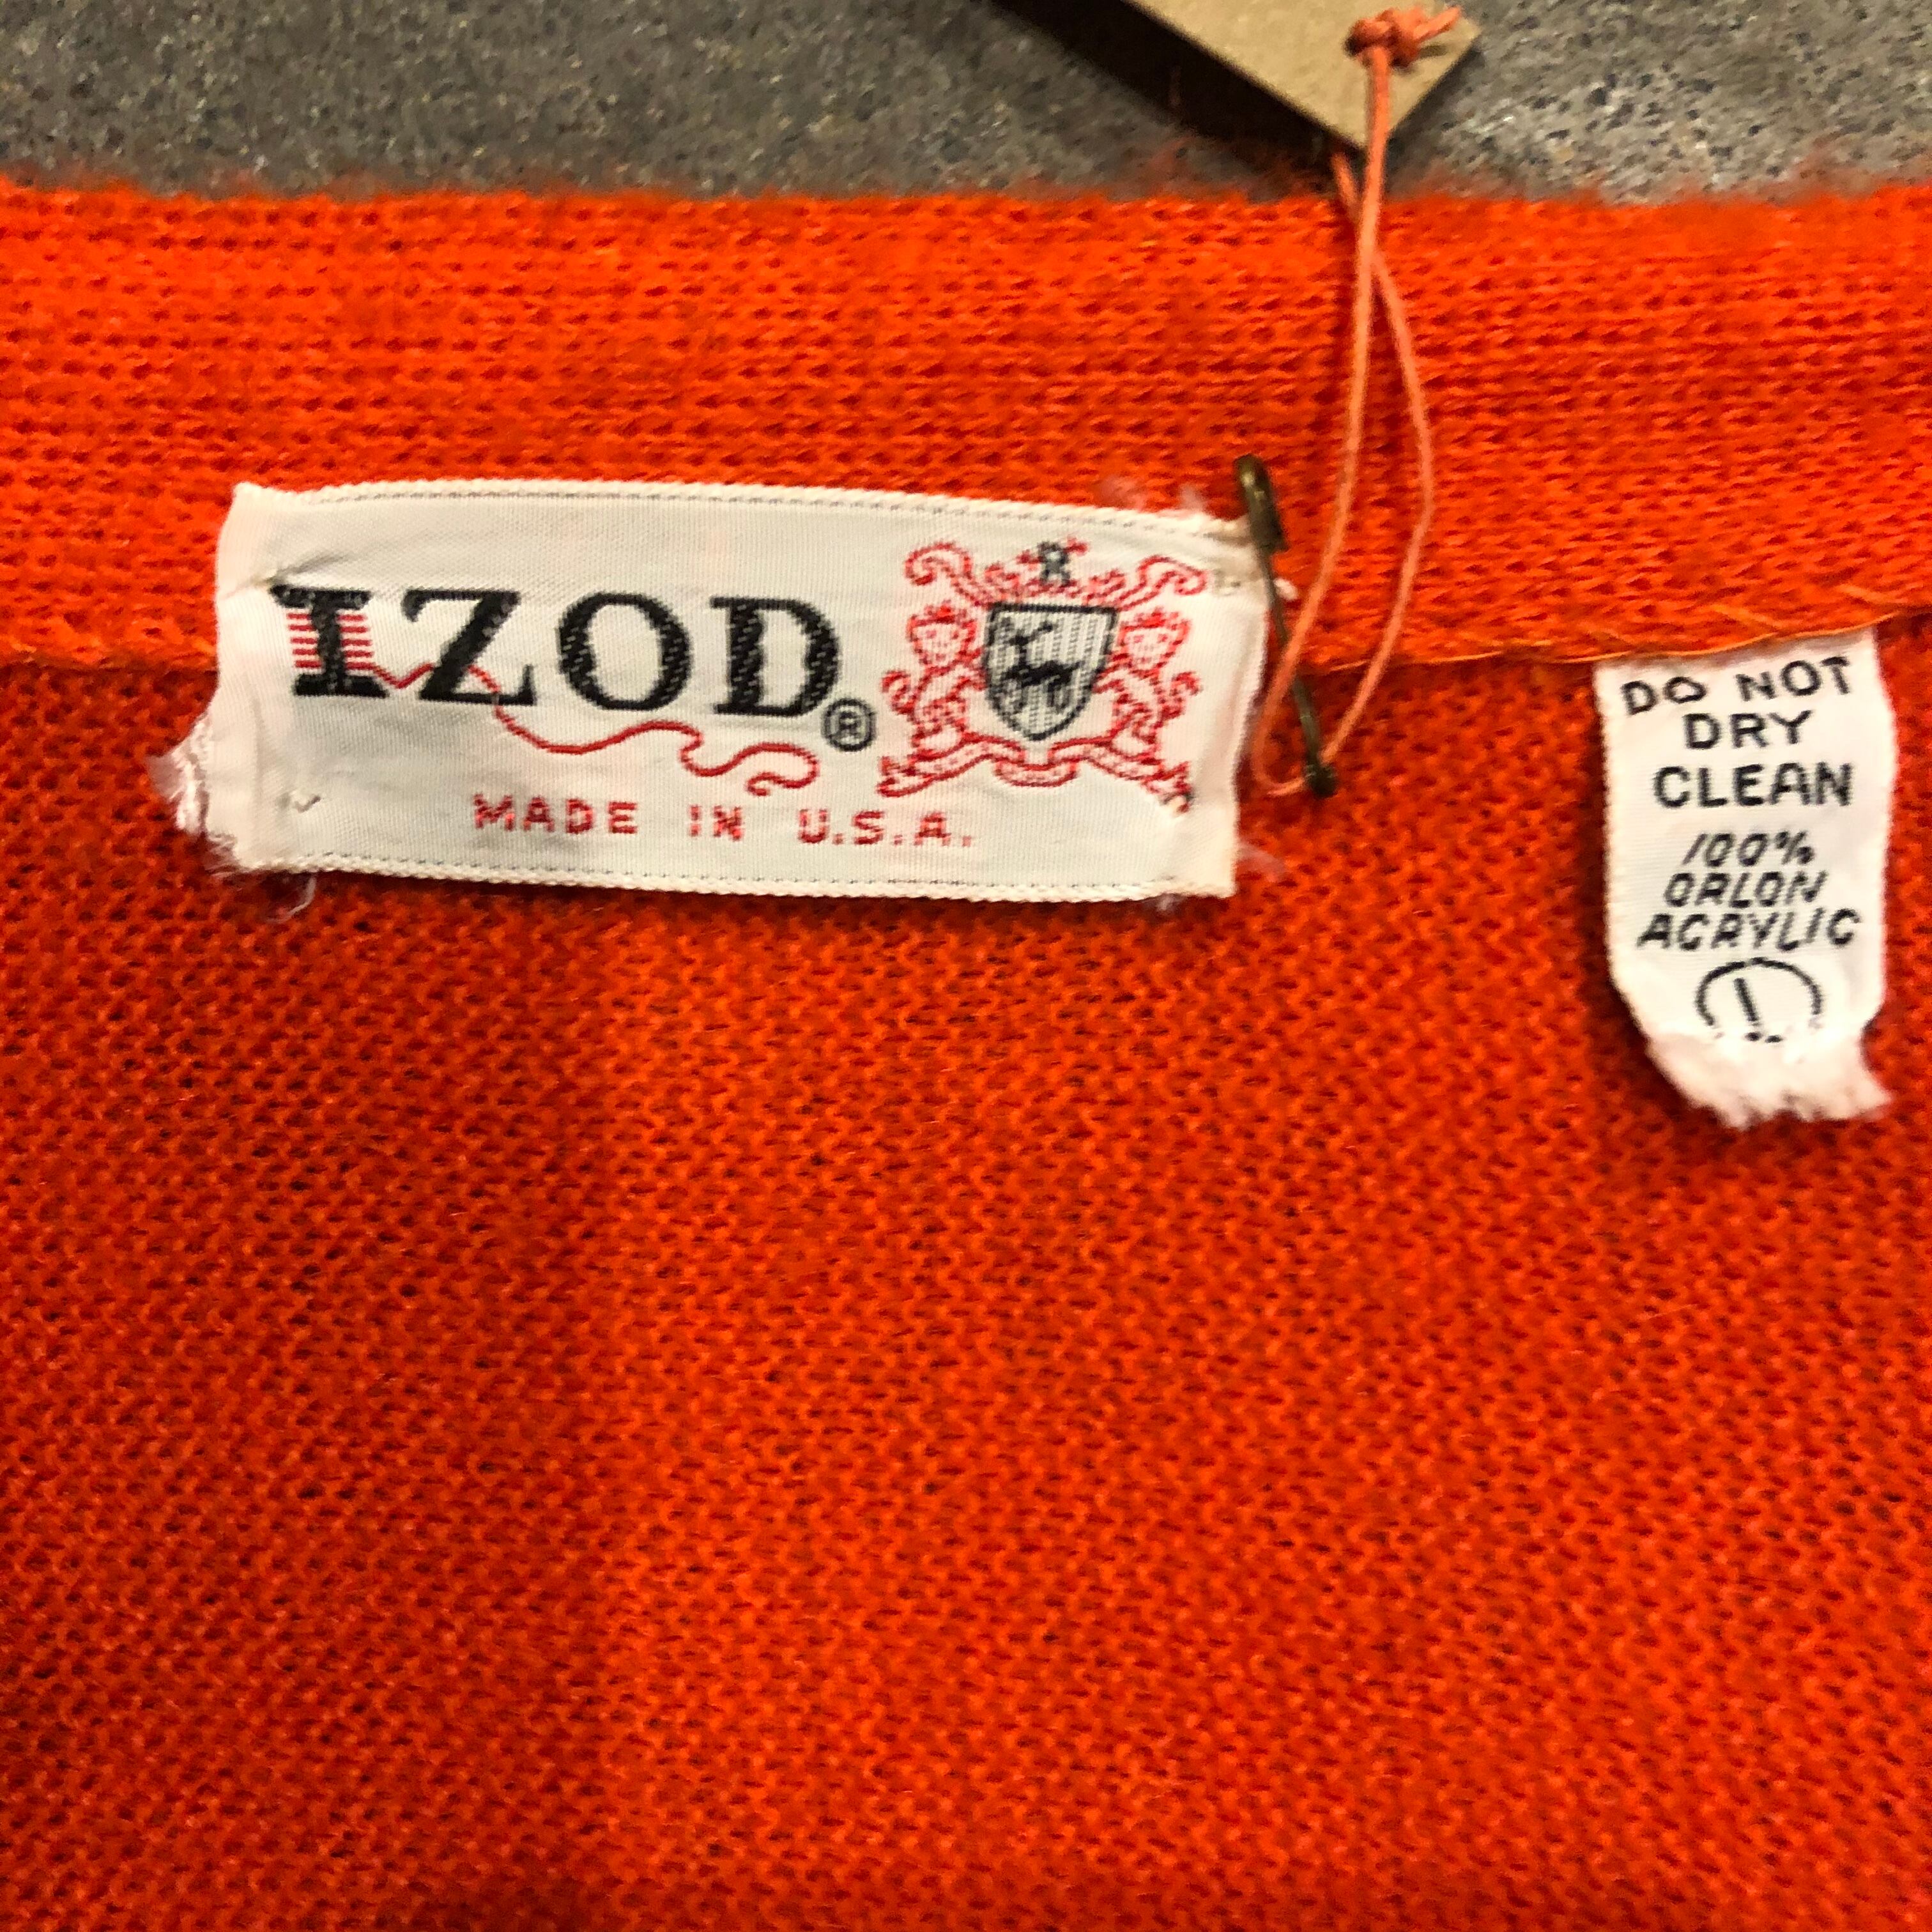 IZOD®
R
MADE IN U.S.A.
DO NOT
DRY
CLEAN
100%
ORLON
ACRYLIC